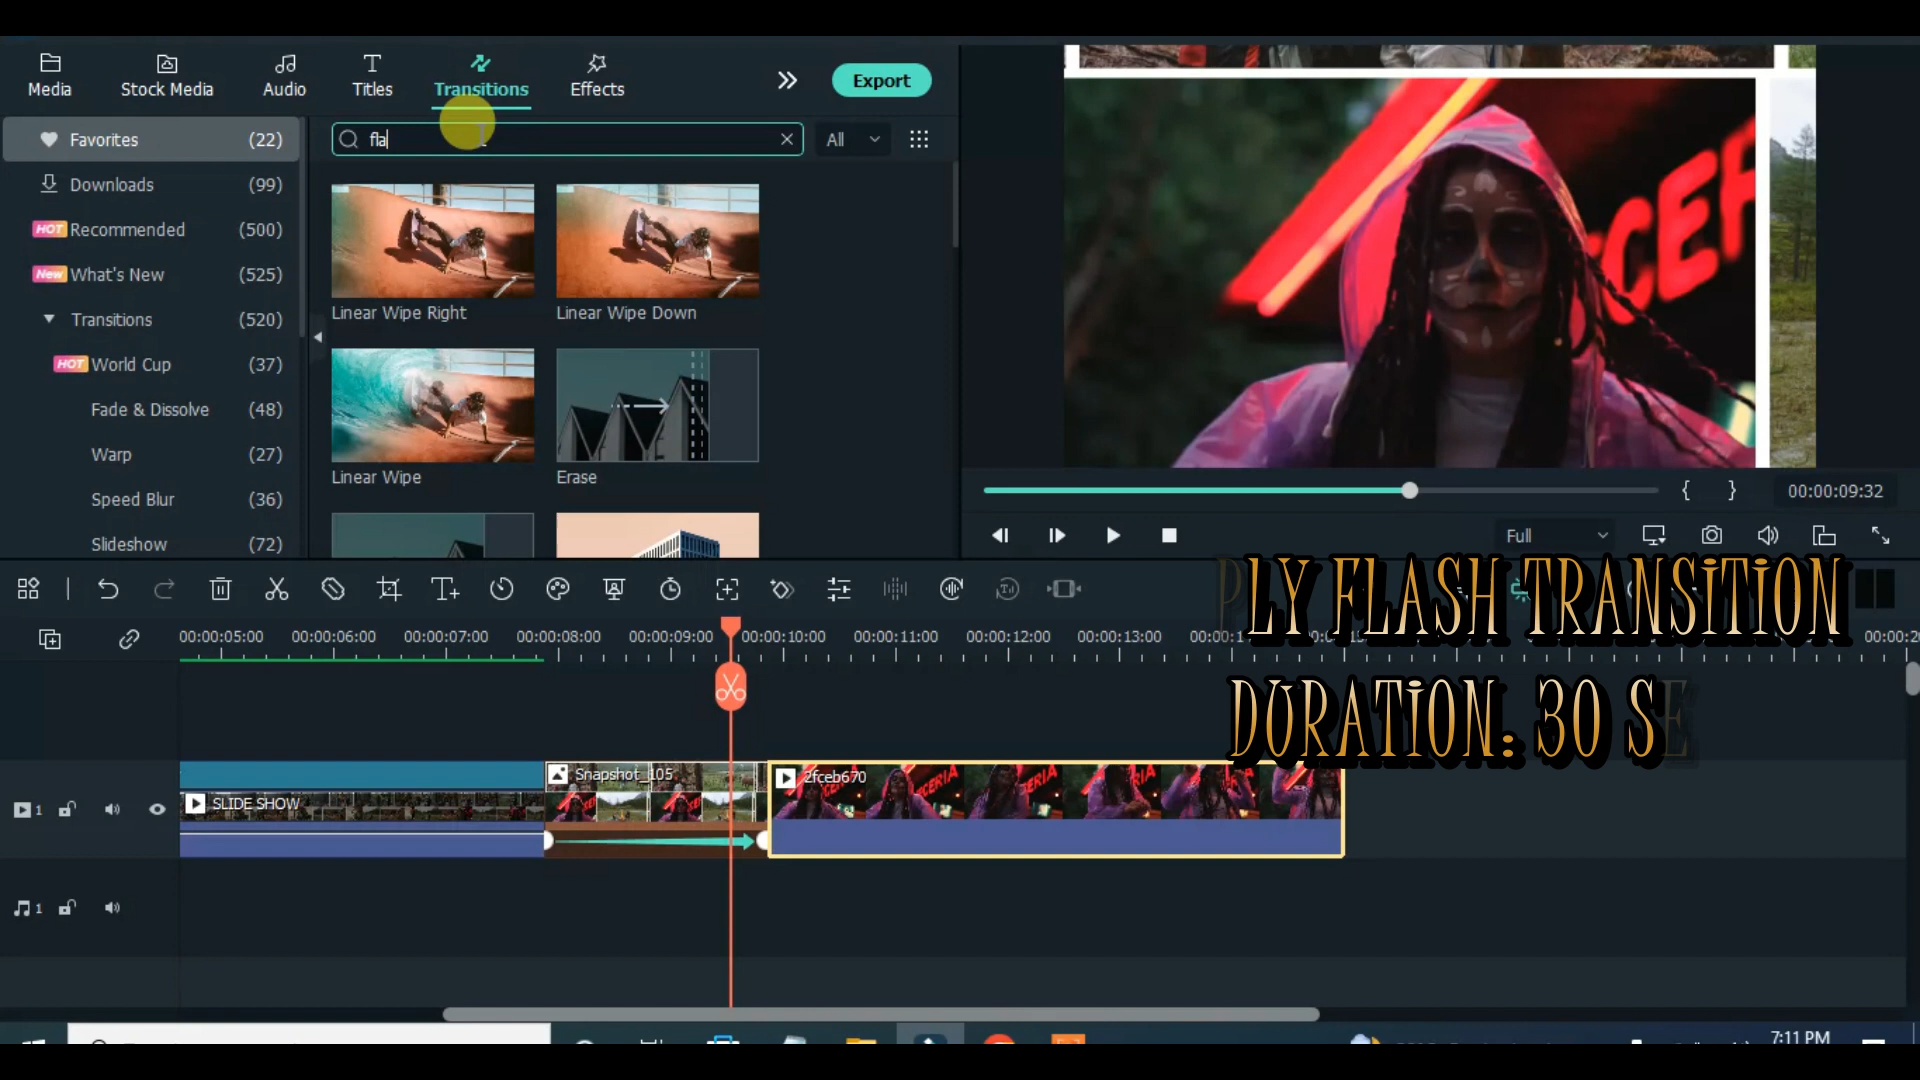 Media
Stock Media
Audio
Titles
Transitions
Effects
Export
fla
All
Favorites (22)
Downloads (99)
HOT Recommended (500)
New What's New (525)
Transitions (520)
HOT World Cup (37)
Fade & Dissolve (48)
Warp (27)
Speed Blur (36)
Slideshow (72)
Linear Wipe Right
Linear Wipe Down
Linear Wipe
Erase
CERÍA
{ } 00:00:09:32
Full
PLY FLASH TRANSITION
DURATION: 30 SE
00:00:05:00 00:00:06:00 00:00:07:00 00:00:08:00 00:00:09:00 00:00:10:00 00:00:11:00 00:00:12:00 00:00:13:00
1
SLIDE SHOW
Snapshot_105
2fceb670
1
7:11 PM